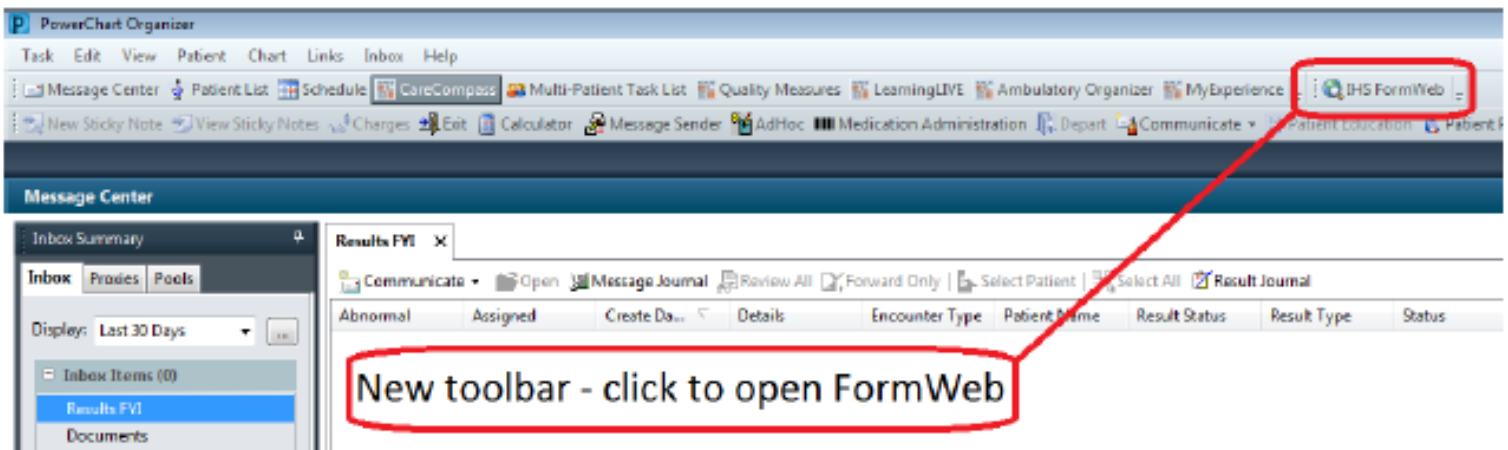 PowerChart Organizer
Task Edit View Patient Chart Links Inbox Help
Message Center Patient List Schedule CareCompass Multi-Patient Task List Quality Measures LearningLIVE Ambulatory Organizer MyExperience IHS FormWeb
New Sticky Note View Sticky Notes Charges Exit Calculator Message Sender AdHoc Medication Administration Depart Communicate Patient Education Patient
Message Center
Inbox Summary
Results FYI
Inbox Proxies Pools
Communicate Open Message Journal Review All Forward Only Select Patient Select All Result Journal
Abnormal Assigned Create Da... Details Encounter Type Patient Name Result Status Result Type Status
Display: Last 30 Days ...
Inbox Items (0)
New toolbar - click to open FormWeb
Results FYI
Documents